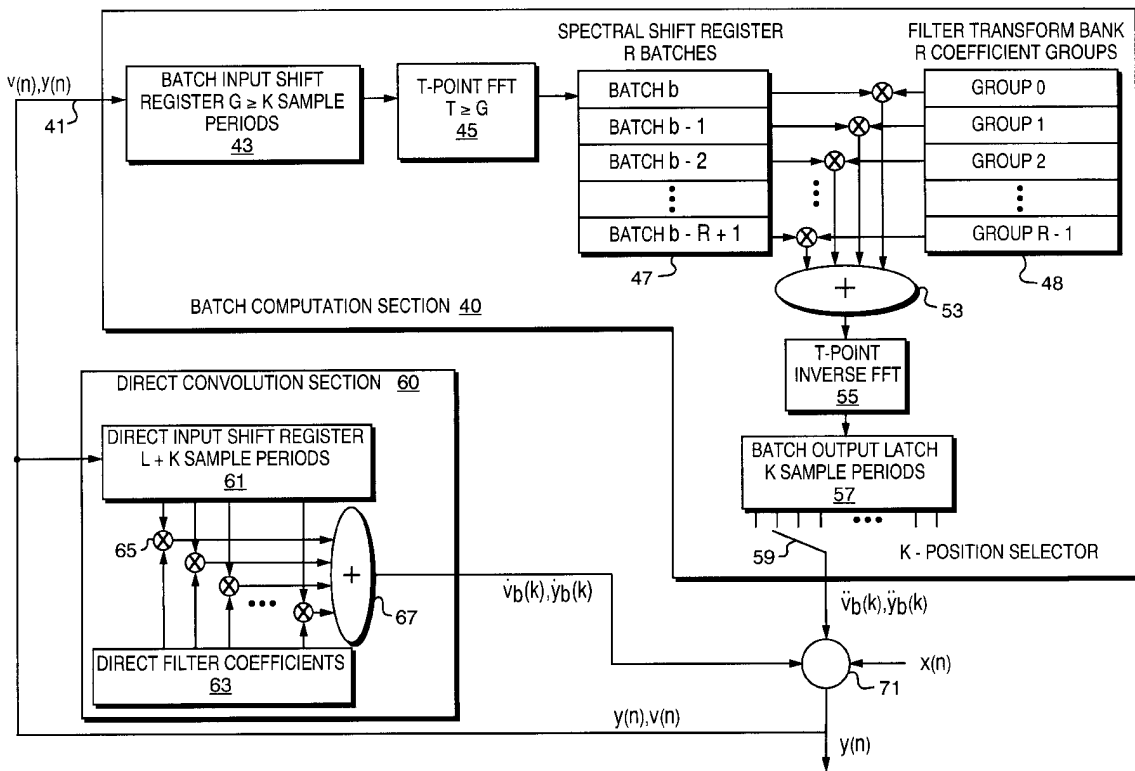 SPECTRAL SHIFT REGISTER
R BATCHES
FILTER TRANSFORM BANK
R COEFFICIENT GROUPS
v(n),y(n)
41
BATCH INPUT SHIFT
REGISTER G ≥ K SAMPLE
PERIODS
43
T-POINT FFT
T ≥ G
45
BATCH b
BATCH b - 1
BATCH b - 2
BATCH b - R + 1
47
GROUP 0
GROUP 1
GROUP 2
GROUP R - 1
48
+
53
BATCH COMPUTATION SECTION 40
T-POINT
INVERSE FFT
55
BATCH OUTPUT LATCH
K SAMPLE PERIODS
57
59
K - POSITION SELECTOR
DIRECT CONVOLUTION SECTION 60
DIRECT INPUT SHIFT REGISTER
L + K SAMPLE PERIODS
61
65
+
67
DIRECT FILTER COEFFICIENTS
63
v̇b(k),ẏb(k)
v̈b(k),ÿb(k)
x(n)
71
y(n),v(n)
y(n)